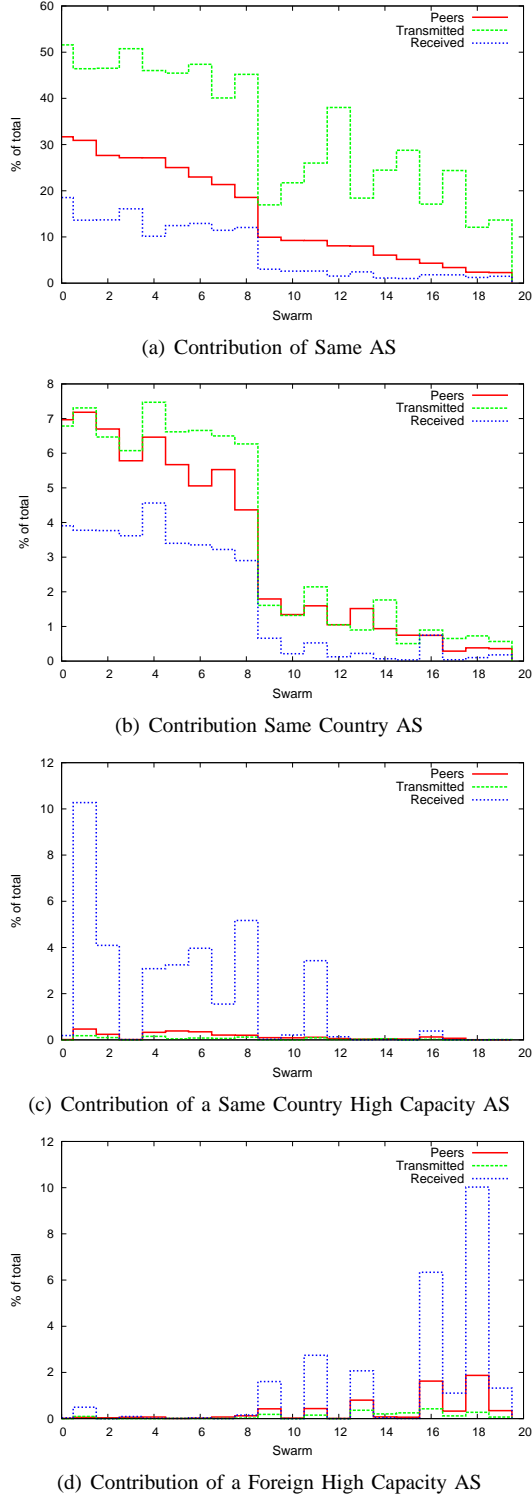 60
50
40
30
20
10
0
% of total
0 2 4 6 8 10 12 14 16 18 20
Swarm
Peers
Transmitted
Received
(a) Contribution of Same AS
8
7
6
5
4
3
2
1
0
% of total
0 2 4 6 8 10 12 14 16 18 20
Swarm
Peers
Transmitted
Received
(b) Contribution Same Country AS
12
10
8
6
4
2
0
% of total
0 2 4 6 8 10 12 14 16 18 20
Swarm
Peers
Transmitted
Received
(c) Contribution of a Same Country High Capacity AS
12
10
8
6
4
2
0
% of total
0 2 4 6 8 10 12 14 16 18 20
Swarm
Peers
Transmitted
Received
(d) Contribution of a Foreign High Capacity AS